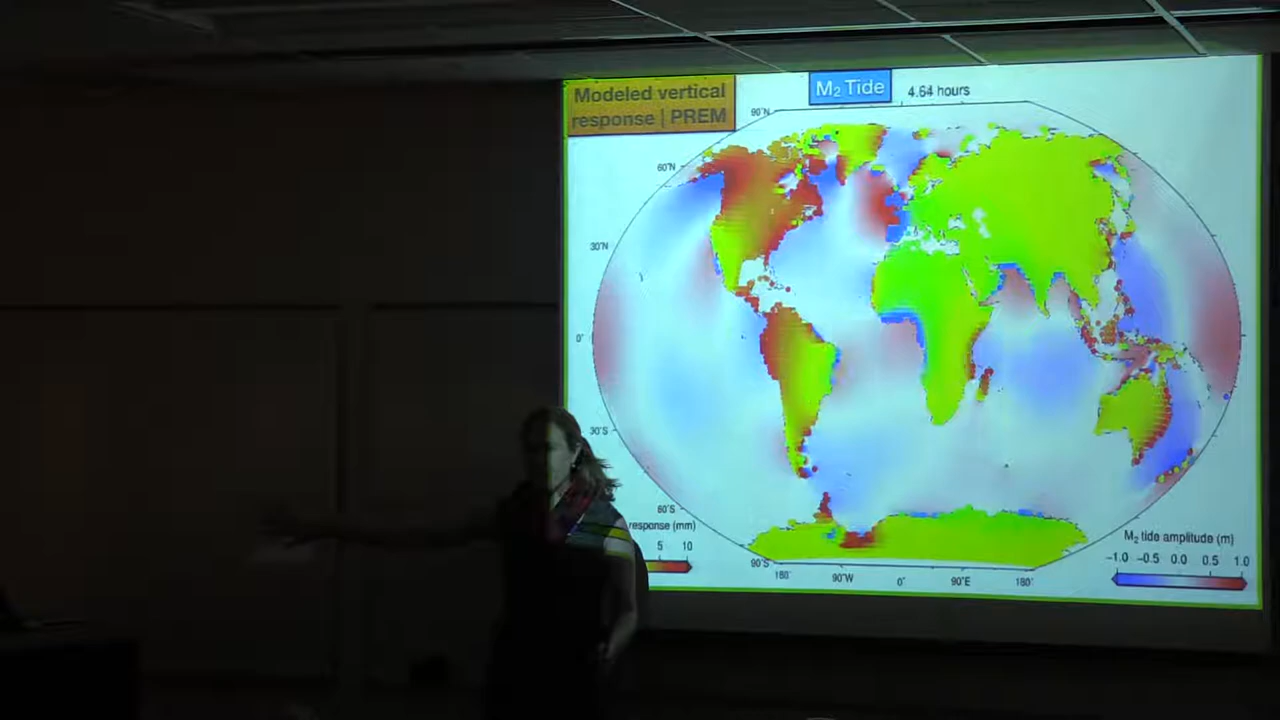 Modeled vertical
response | PREM
M₂ Tide
4.64 hours
90°N
60°N
30°N
0°
30°S
60°S
90°S
180°
90°W
0°
90°E
180°
response (mm)
5
10
M₂ tide amplitude (m)
-1.0 -0.5 0.0 0.5 1.0